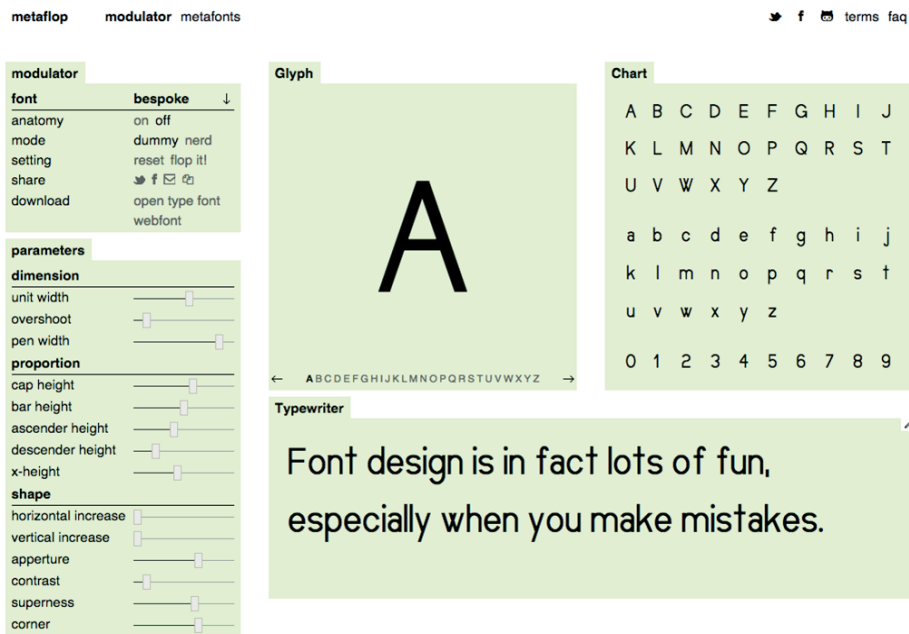 metaflop modulator metafonts terms faq
modulator
font bespoke ↓
anatomy on off
mode dummy nerd
setting reset flop it!
share
download open type font
webfont
parameters
dimension
unit width
overshoot
pen width
proportion
cap height
bar height
ascender height
descender height
x-height
shape
horizontal increase
vertical increase
apperture
contrast
superness
corner
Glyph
A
← ABCDEFGHIJKLMNOPQRSTUVWXYZ →
Chart
A B C D E F G H I J
K L M N O P Q R S T
U V W X Y Z
a b c d e f g h i j
k l m n o p q r s t
u v w x y z
0 1 2 3 4 5 6 7 8 9
Typewriter
Font design is in fact lots of fun,
especially when you make mistakes.